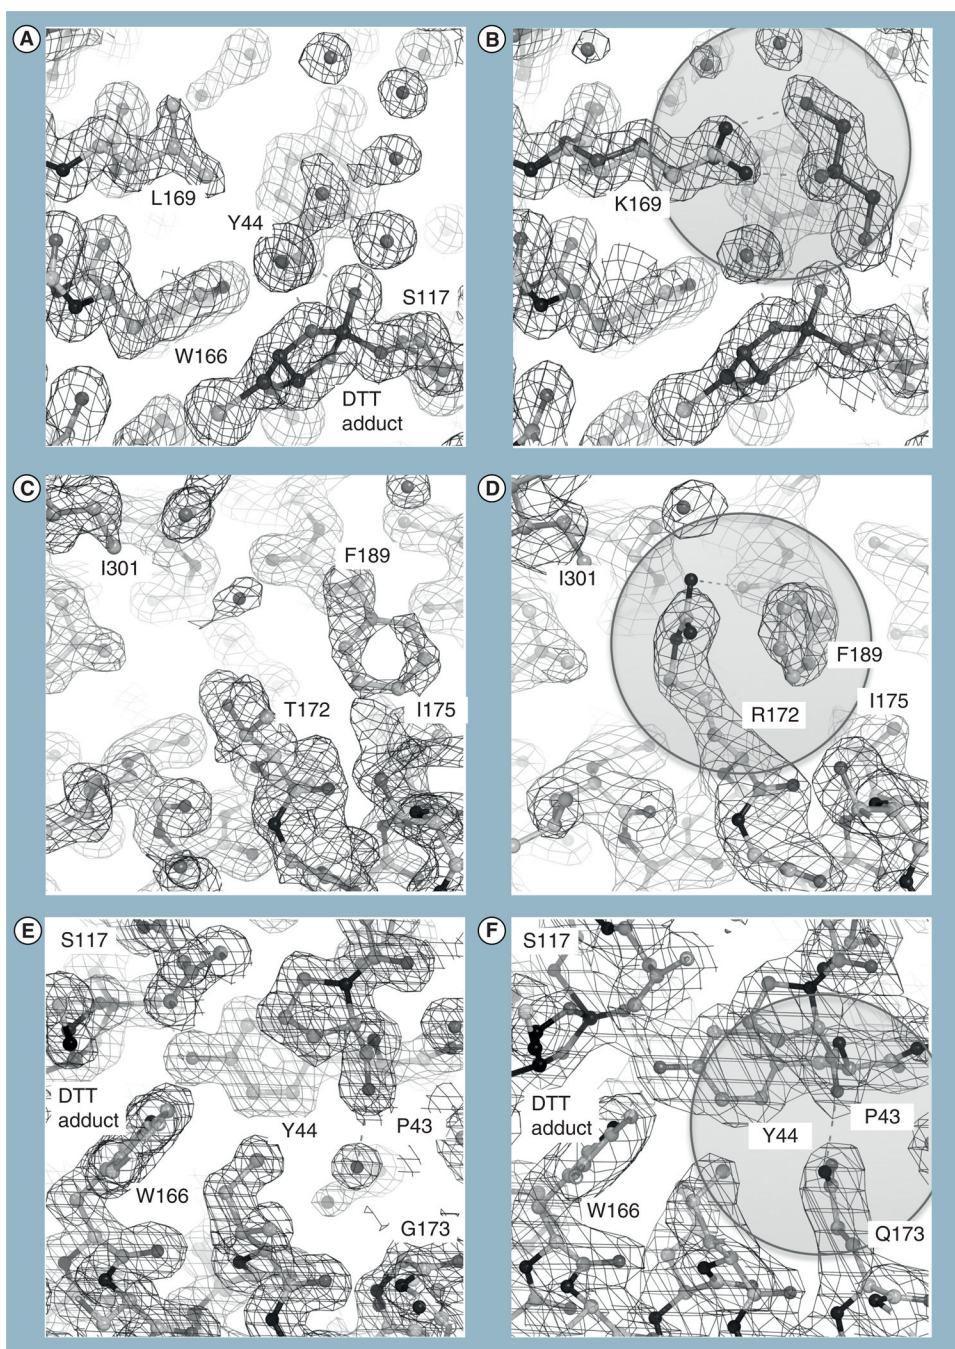 A
L169
Y44
S117
W166
DTT
adduct
B
K169
C
I301
F189
T172
I175
D
I301
F189
I175
R172
E
S117
DTT
adduct
Y44
P43
W166
G173
F
S117
DTT
adduct
P43
Y44
W166
Q173